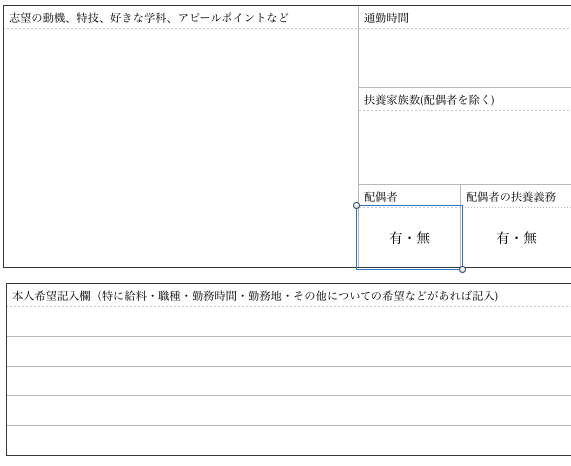 志望の動機、特技、好きな学科、アピールポイントなど
通勤時間
扶養家族数(配偶者を除く)
配偶者
配偶者の扶養義務
有・無
有・無
本人希望記入欄（特に給料・職種・勤務時間・勤務地・その他についての希望などがあれば記入)